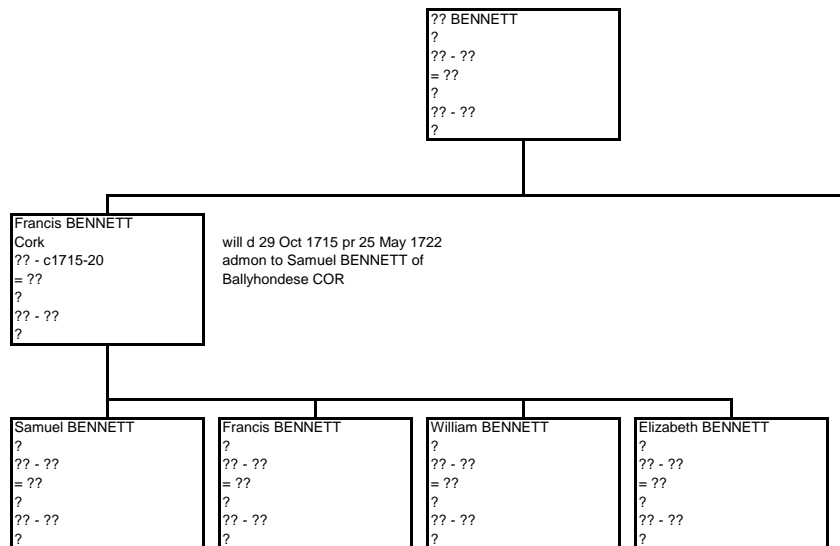 ?? BENNETT
?
?? - ??
= ??
?
?? - ??
?
Francis BENNETT
Cork
?? - c1715-20
= ??
?
?? - ??
?
will d 29 Oct 1715 pr 25 May 1722
admon to Samuel BENNETT of
Ballyhondese COR
Samuel BENNETT
?
?? - ??
= ??
?
?? - ??
?
Francis BENNETT
?
?? - ??
= ??
?
?? - ??
?
William BENNETT
?
?? - ??
= ??
?
?? - ??
?
Elizabeth BENNETT
?
?? - ??
= ??
?
?? - ??
?